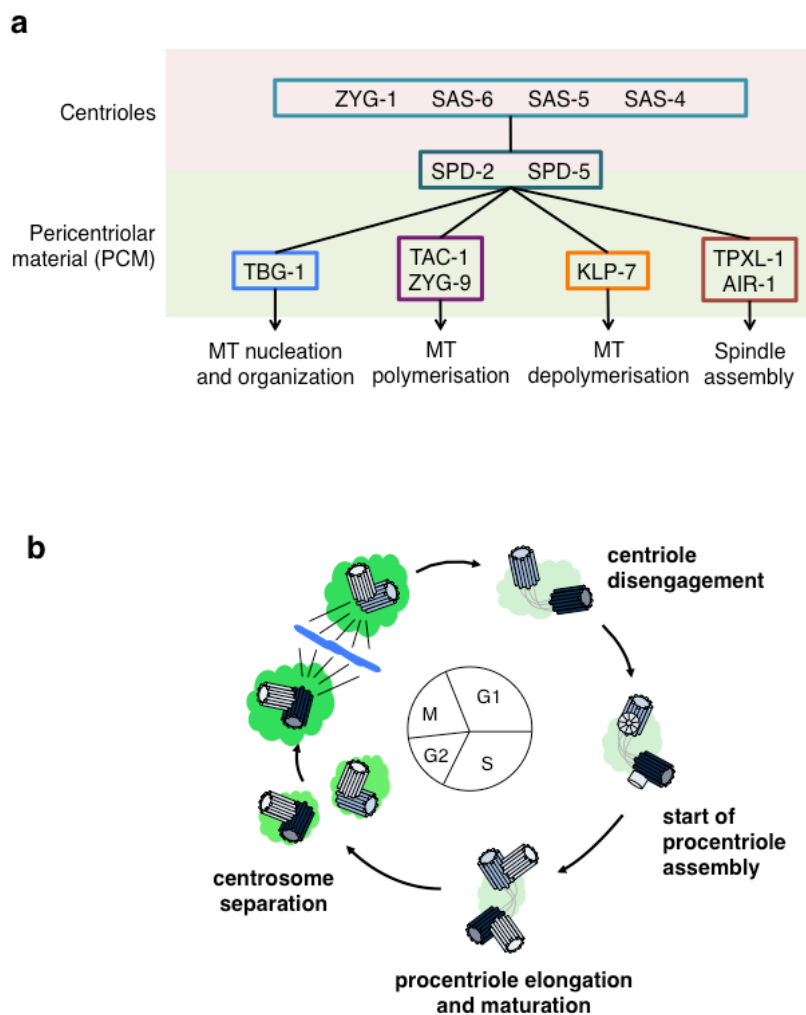 a
Centrioles
ZYG-1 SAS-6 SAS-5 SAS-4
SPD-2 SPD-5
Pericentriolar
material (PCM)
TBG-1
TAC-1
ZYG-9
KLP-7
TPXL-1
AIR-1
MT nucleation
and organization
MT
polymerisation
MT
depolymerisation
Spindle
assembly
b
centriole
disengagement
G1
M
G2
S
start of
procentriole
assembly
centrosome
separation
procentriole elongation
and maturation